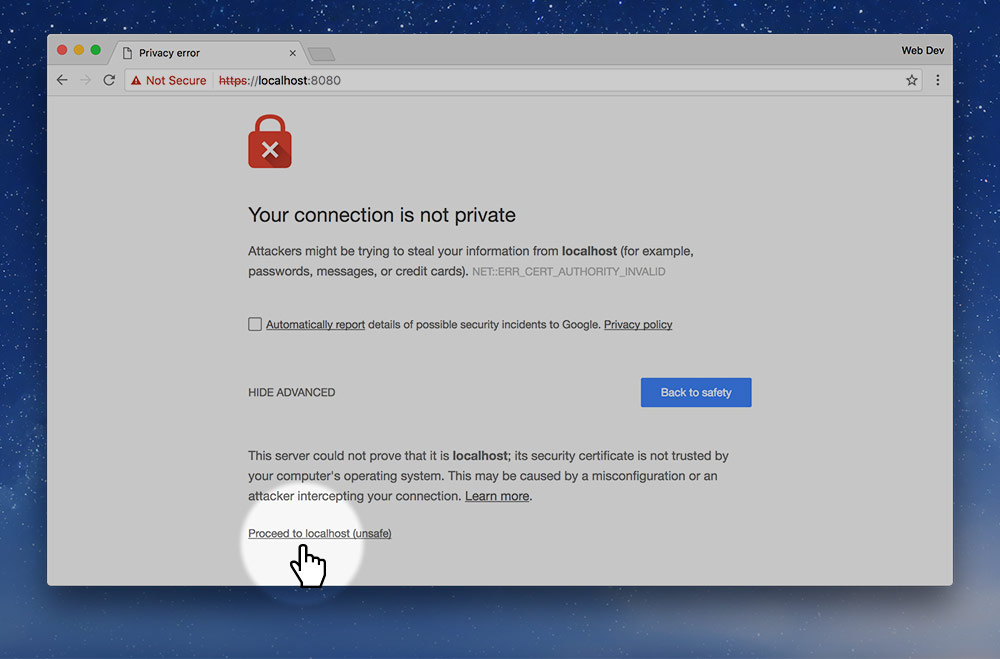 Privacy error
Web Dev
Not Secure https://localhost:8080
Your connection is not private
Attackers might be trying to steal your information from localhost (for example,
passwords, messages, or credit cards). NET::ERR_CERT_AUTHORITY_INVALID
Automatically report details of possible security incidents to Google. Privacy policy
HIDE ADVANCED
Back to safety
This server could not prove that it is localhost; its security certificate is not trusted by
your computer's operating system. This may be caused by a misconfiguration or an
attacker intercepting your connection. Learn more.
Proceed to localhost (unsafe)